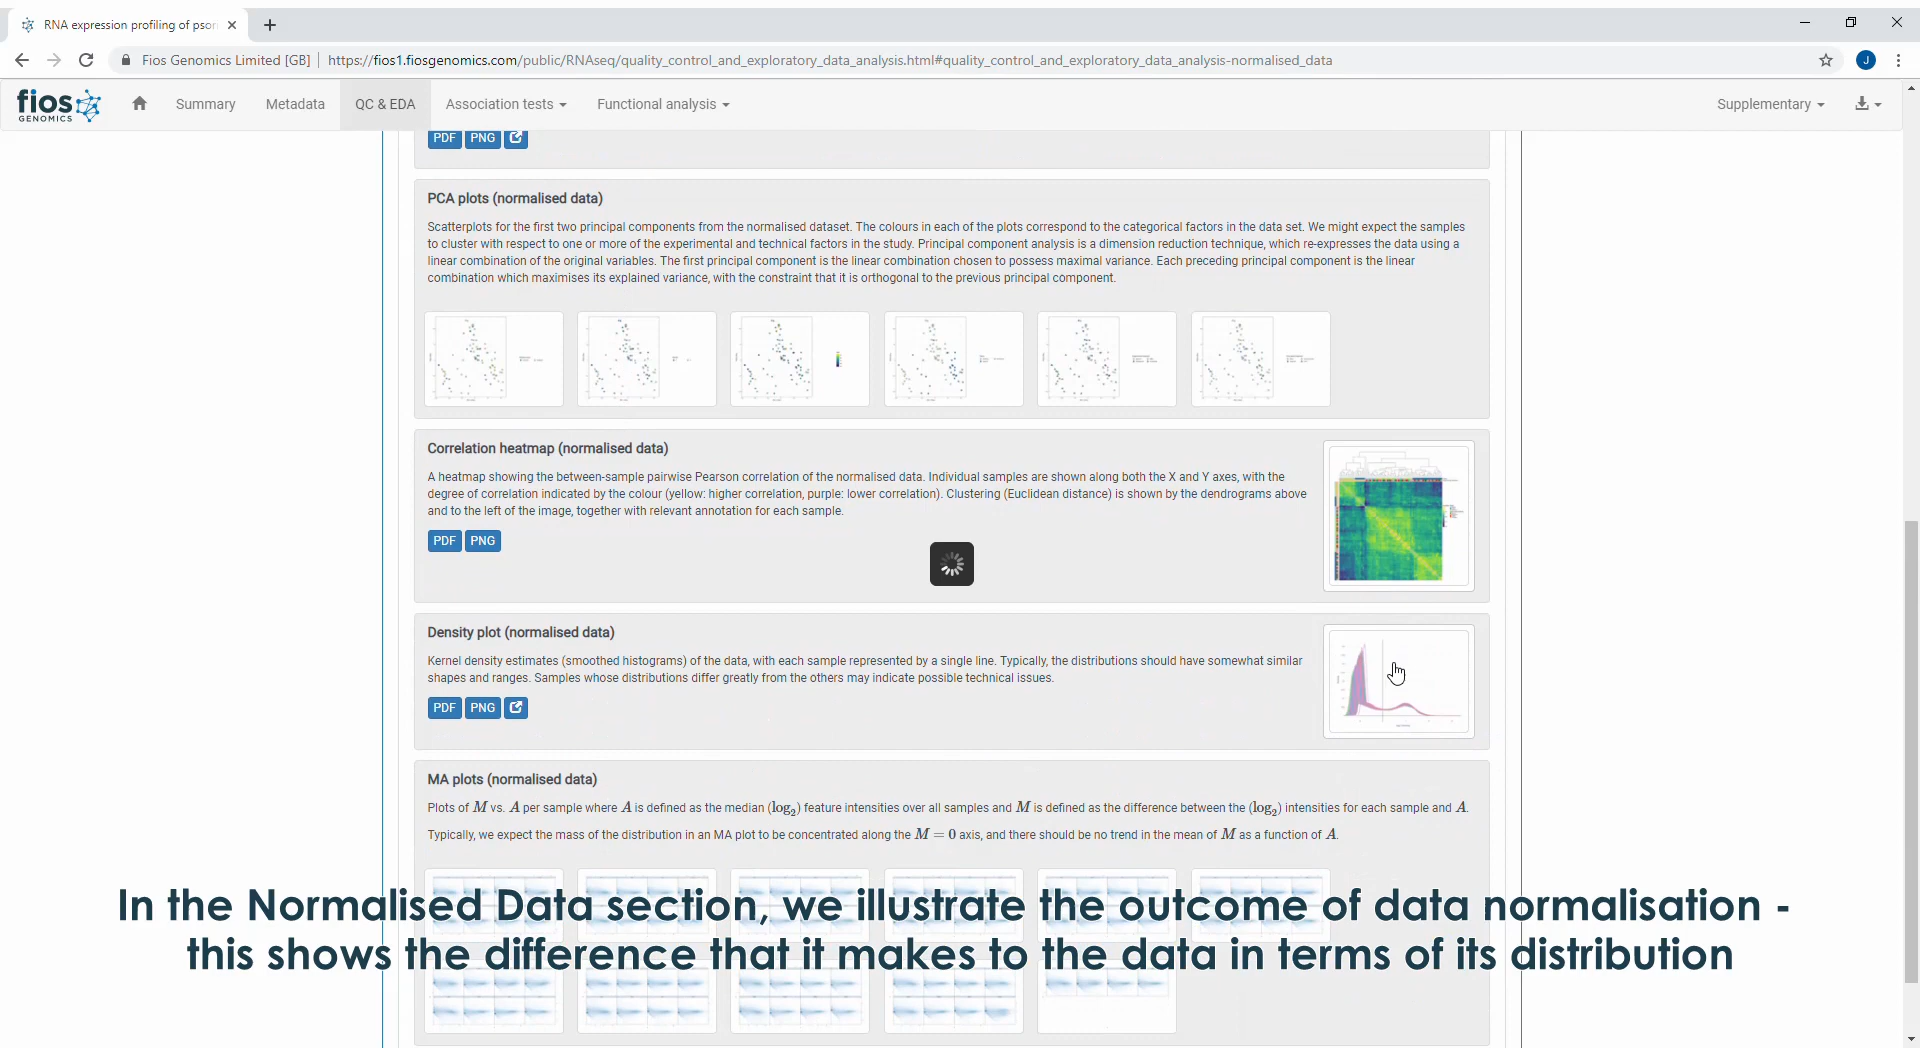 RNA expression profiling of psor
Fios Genomics Limited [GB] | https://fios1.fiosgenomics.com/public/RNAseq/quality_control_and_exploratory_data_analysis.html#quality_control_and_exploratory_data_analysis-normalised_data
J
fios
GENOMICS
Summary Metadata QC & EDA Association tests Functional analysis Supplementary
PDF PNG
PCA plots (normalised data)
Scatterplots for the first two principal components from the normalised dataset. The colours in each of the plots correspond to the categorical factors in the data set. We might expect the samples
to cluster with respect to one or more of the experimental and technical factors in the study. Principal component analysis is a dimension reduction technique, which re-expresses the data using a
linear combination of the original variables. The first principal component is the linear combination chosen to possess maximal variance. Each preceding principal component is the linear
combination which maximises its explained variance, with the constraint that it is orthogonal to the previous principal component.
Correlation heatmap (normalised data)
A heatmap showing the between-sample pairwise Pearson correlation of the normalised data. Individual samples are shown along both the X and Y axes, with the
degree of correlation indicated by the colour (yellow: higher correlation, purple: lower correlation). Clustering (Euclidean distance) is shown by the dendrograms above
and to the left of the image, together with relevant annotation for each sample.
PDF PNG
Density plot (normalised data)
Kernel density estimates (smoothed histograms) of the data, with each sample represented by a single line. Typically, the distributions should have somewhat similar
shapes and ranges. Samples whose distributions differ greatly from the others may indicate possible technical issues.
PDF PNG
MA plots (normalised data)
Plots of M vs. A per sample where A is defined as the median (log2) feature intensities over all samples and M is defined as the difference between the (log2) intensities for each sample and A.
Typically, we expect the mass of the distribution in an MA plot to be concentrated along the M = 0 axis, and there should be no trend in the mean of M as a function of A.
In the Normalised Data section, we illustrate the outcome of data normalisation -
this shows the difference that it makes to the data in terms of its distribution